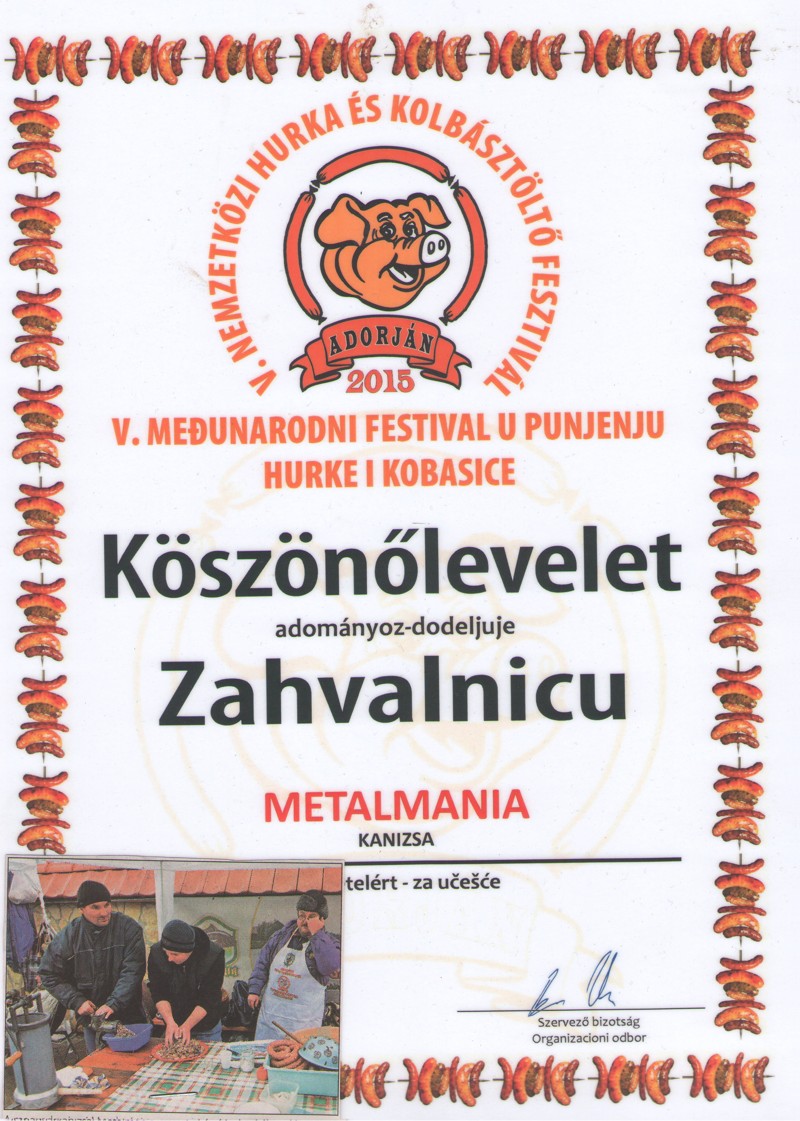 V. NEMZETKÖZI HURKA ÉS KOLBÁSZTÖLTŐ FESZTIVÁL
ADORJÁN
2015
V. MEĐUNARODNI FESTIVAL U PUNJENJU
HURKE I KOBASICE
Köszönőlevelet
adományoz-dodeljuje
Zahvalnicu
METALMANIA
KANIZSA
telért - za učešće
Szervező bizotság
Organizacioni odbor